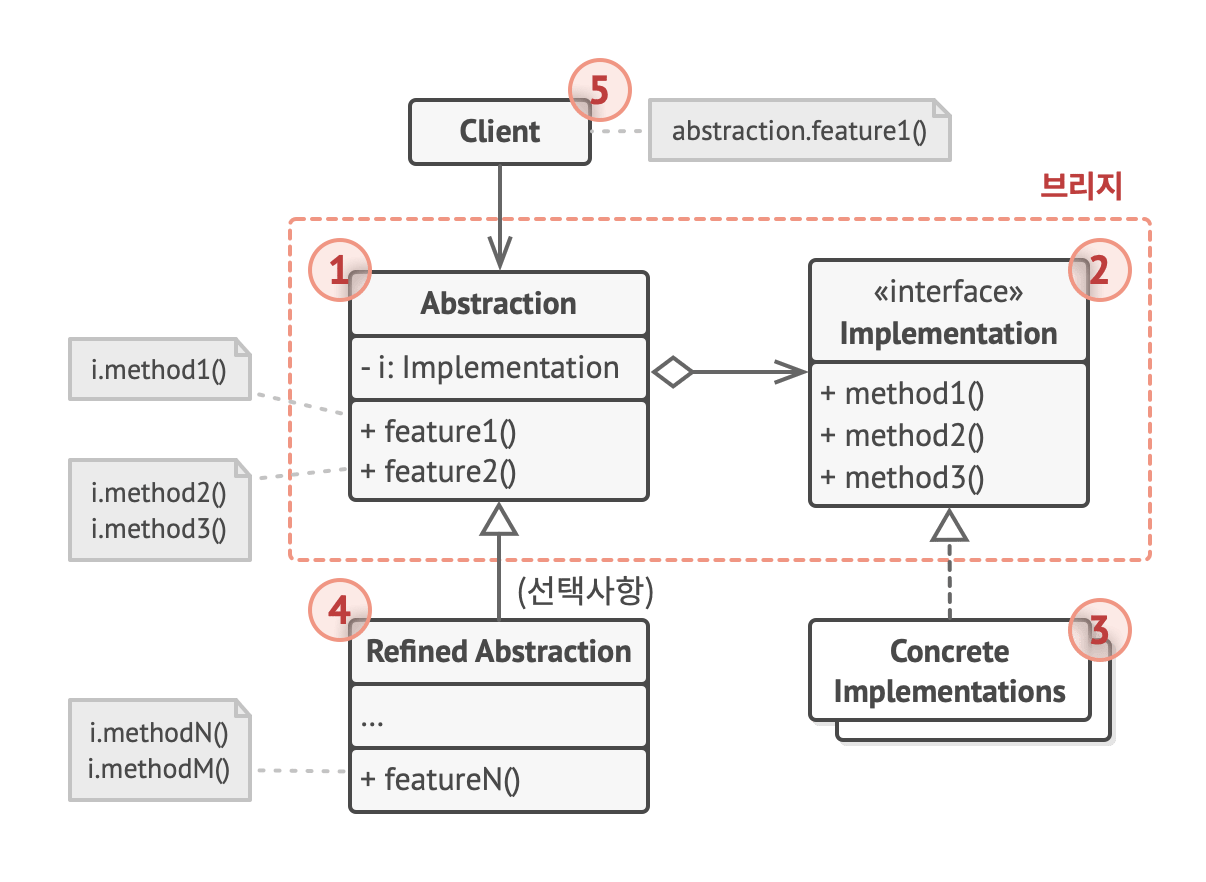 5
Client
abstraction.feature1()
브리지
1
Abstraction
- i: Implementation
+ feature1()
+ feature2()
2
«interface»
Implementation
+ method1()
+ method2()
+ method3()
i.method1()
i.method2()
i.method3()
(선택사항)
4
Refined Abstraction
...
+ featureN()
3
Concrete
Implementations
i.methodN()
i.methodM()